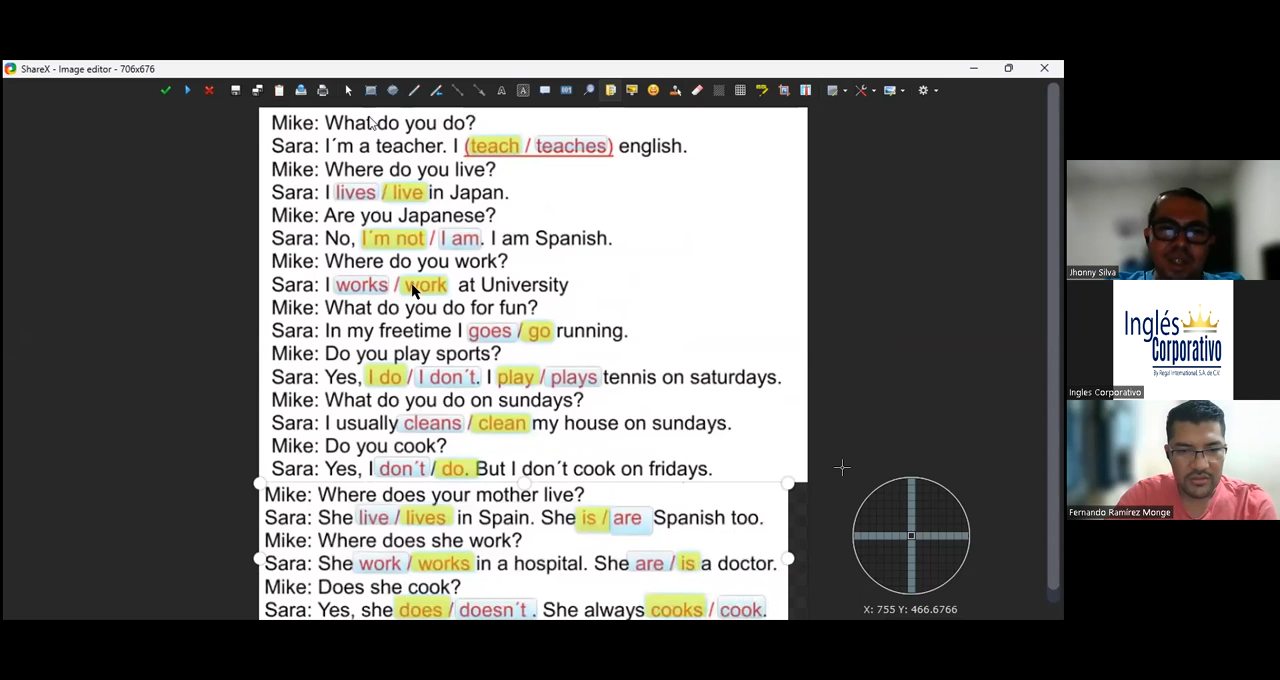 ShareX - Image editor - 706x676
Mike: What do you do?
Sara: I´m a teacher. I (teach / teaches) english.
Mike: Where do you live?
Sara: I lives / live in Japan.
Mike: Are you Japanese?
Sara: No, I´m not / I am. I am Spanish.
Mike: Where do you work?
Sara: I works / work at University
Mike: What do you do for fun?
Sara: In my freetime I goes / go running.
Mike: Do you play sports?
Sara: Yes, I do / I don´t. I play / plays tennis on saturdays.
Mike: What do you do on sundays?
Sara: I usually cleans / clean my house on sundays.
Mike: Do you cook?
Sara: Yes, I don´t / do. But I don´t cook on fridays.
Mike: Where does your mother live?
Sara: She live / lives in Spain. She is / are Spanish too.
Mike: Where does she work?
Sara: She work / works in a hospital. She are / is a doctor.
Mike: Does she cook?
Sara: Yes, she does / doesn´t . She always cooks / cook.
X: 755 Y: 466.6766
Jhonny Silva
Inglés
Corporativo
By Regal International, S.A. de C.V.
Ingles Corporativo
Fernando Ramírez Monge